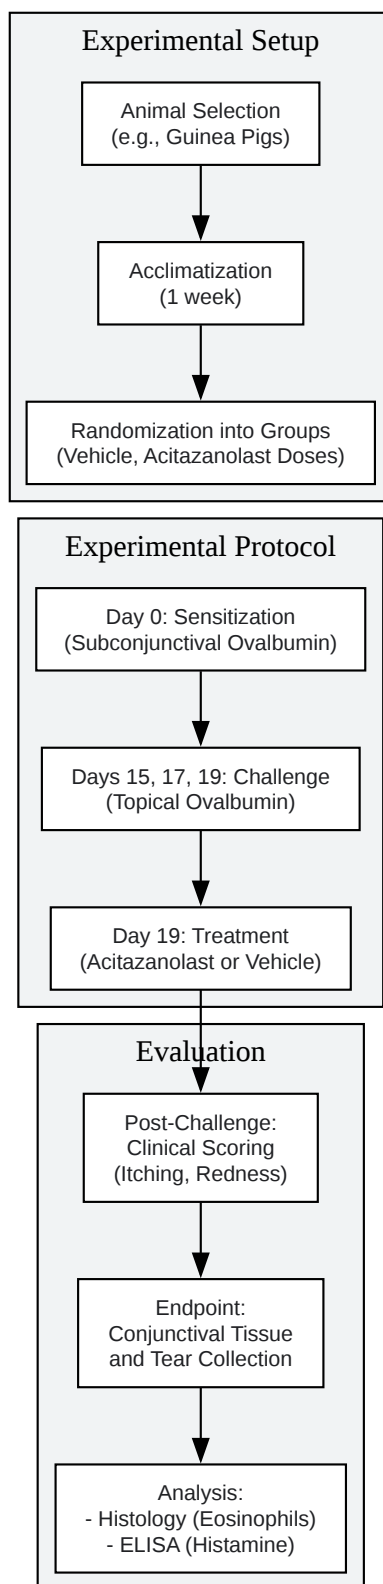 Experimental Setup
Animal Selection
(e.g., Guinea Pigs)
Acclimatization
(1 week)
Randomization into Groups
(Vehicle, Acitazanolast Doses)
Experimental Protocol
Day 0: Sensitization
(Subconjunctival Ovalbumin)
Days 15, 17, 19: Challenge
(Topical Ovalbumin)
Day 19: Treatment
(Acitazanolast or Vehicle)
Evaluation
Post-Challenge:
Clinical Scoring
(Itching, Redness)
Endpoint:
Conjunctival Tissue
and Tear Collection
Analysis:
- Histology (Eosinophils)
- ELISA (Histamine)